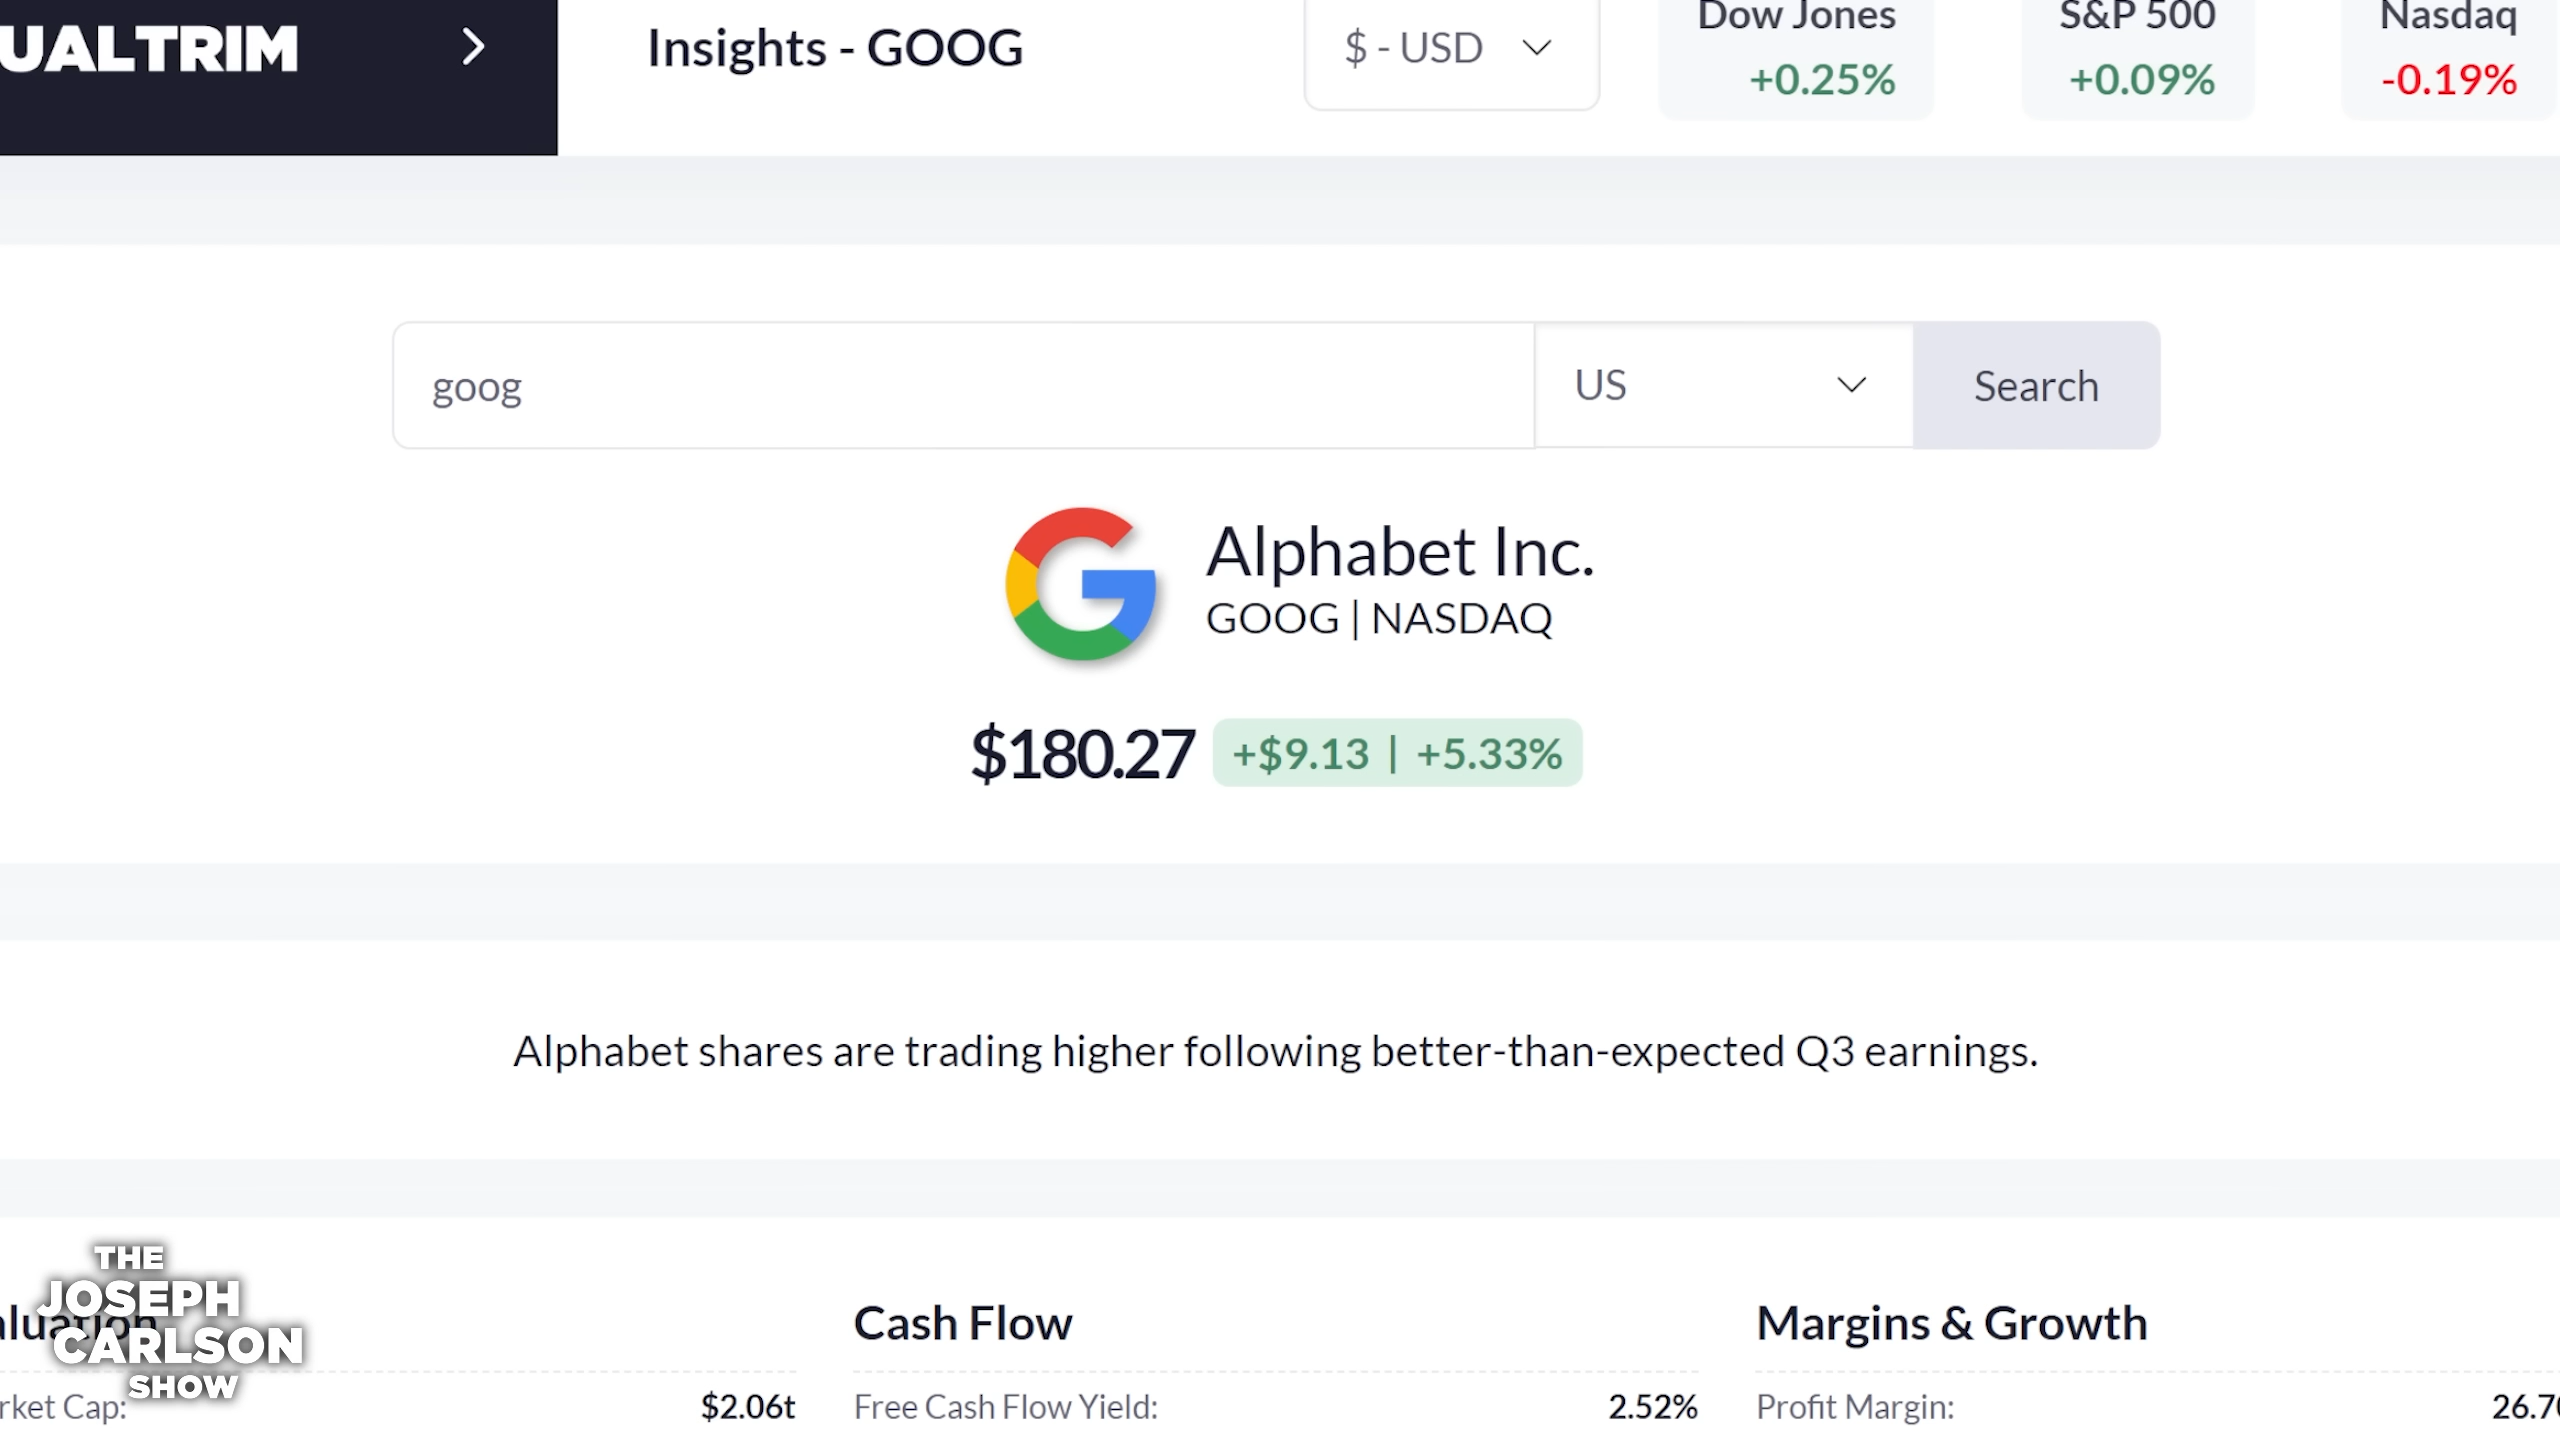 UALTRIM
Insights - GOOG
$ - USD
Dow Jones
+0.25%
S&P 500
+0.09%
Nasdaq
-0.19%
goog
US
Search
Alphabet Inc.
GOOG | NASDAQ
$180.27
+$9.13 | +5.33%
Alphabet shares are trading higher following better-than-expected Q3 earnings.
THE
JOSEPH
CARLSON
SHOW
aluation
rket Cap:
$2.06t
Cash Flow
Free Cash Flow Yield:
2.52%
Margins & Growth
Profit Margin:
26.70